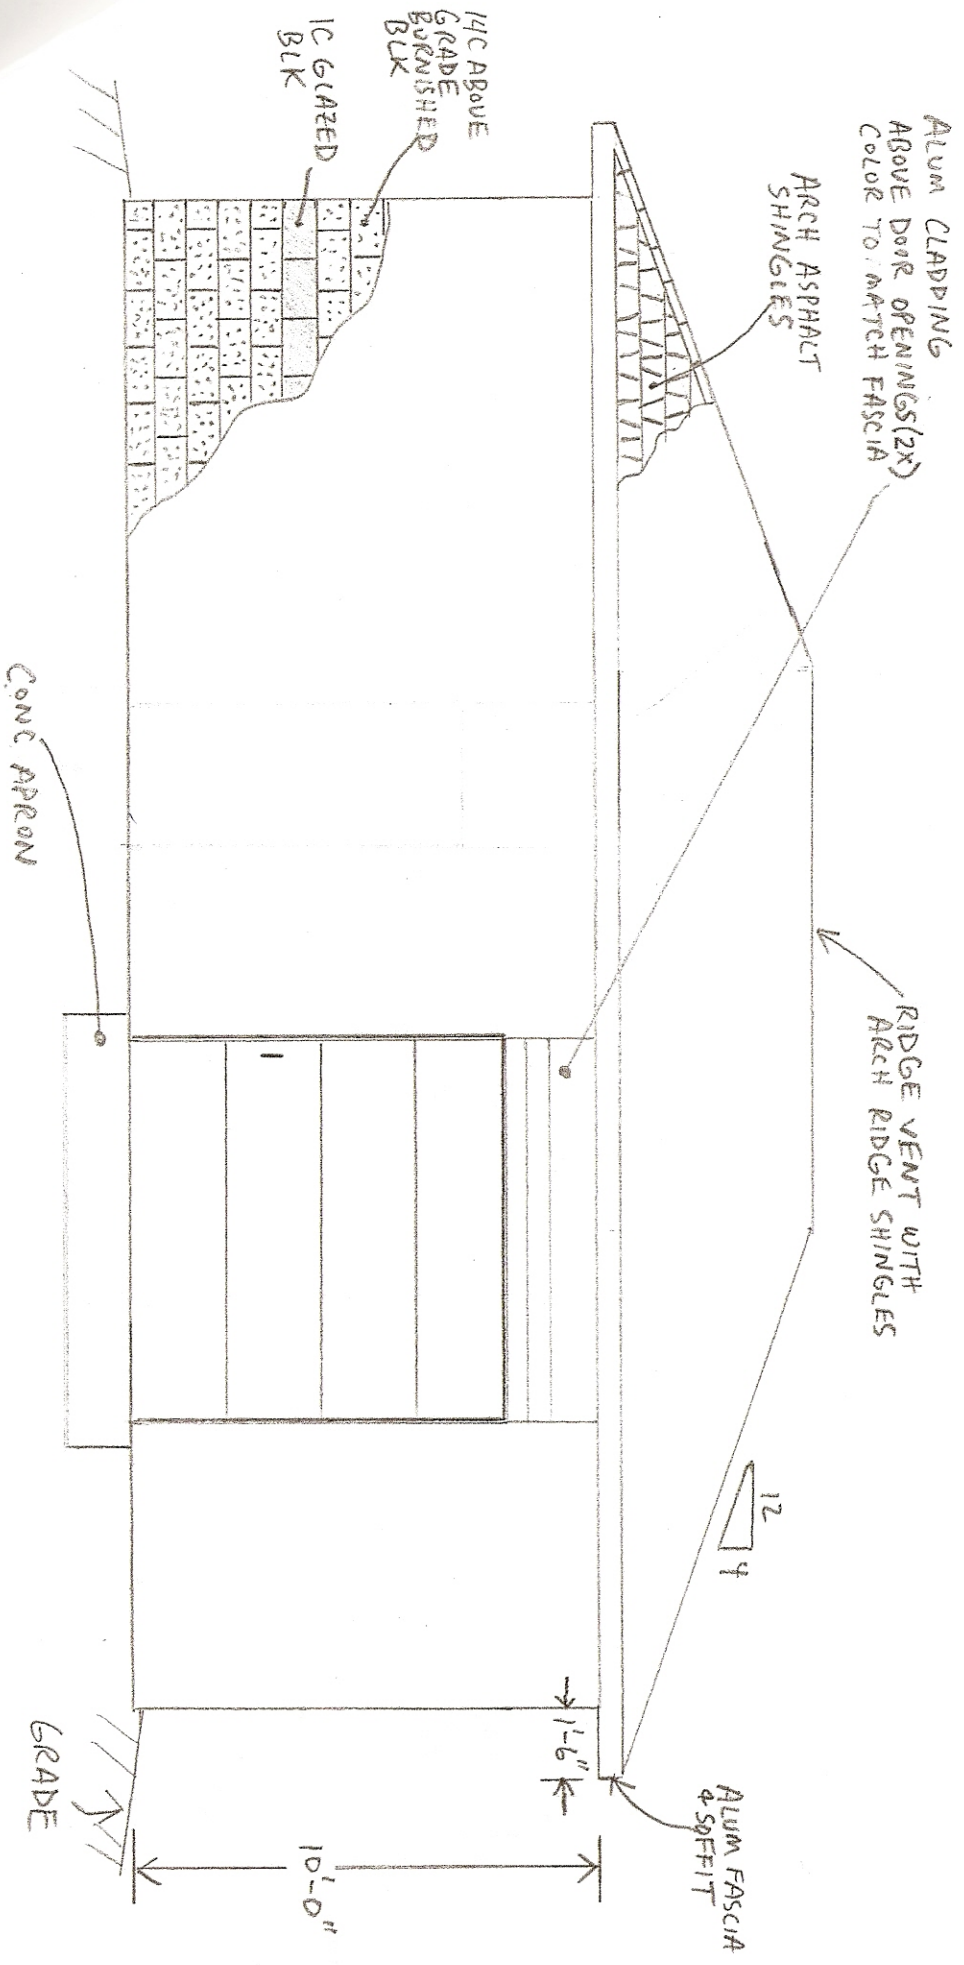 ALUM CLADDING
ABOVE DOOR OPENINGS(2X)
COLOR TO MATCH FASCIA
RIDGE VENT WITH
ARCH RIDGE SHINGLES
ARCH ASPHALT
SHINGLES
12
4
ALUM FASCIA
& SOFFIT
14C ABOVE
GRADE
BURNISHED
BLK
1C GLAZED
BLK
1'-6"
10'-0"
CONC APRON
GRADE